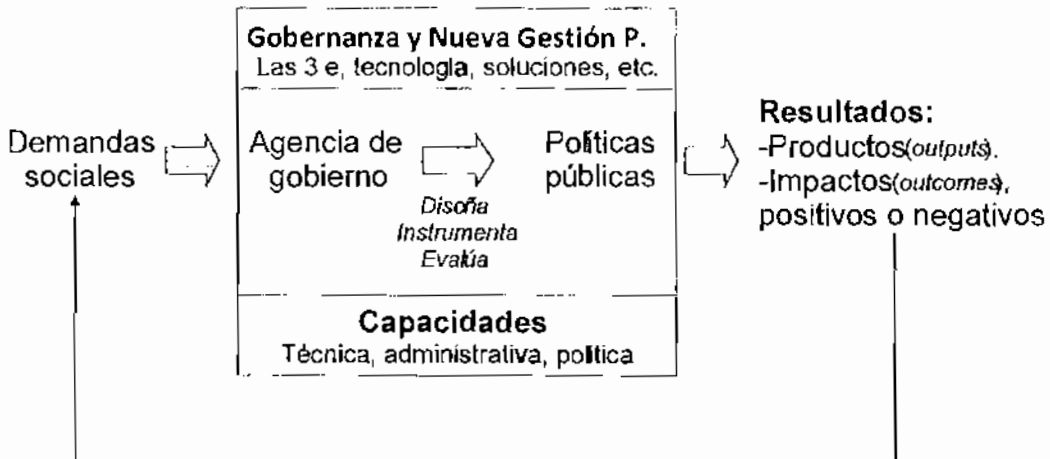 Gobernanza y Nueva Gestión P.
Las 3 e, tecnología, soluciones, etc.
Demandas
sociales
Agencia de
gobierno
Diseña
Instrumenta
Evalúa
Políticas
públicas
Resultados:
-Productos(outputs).
-Impactos(outcomes),
positivos o negativos
Capacidades
Técnica, administrativa, política